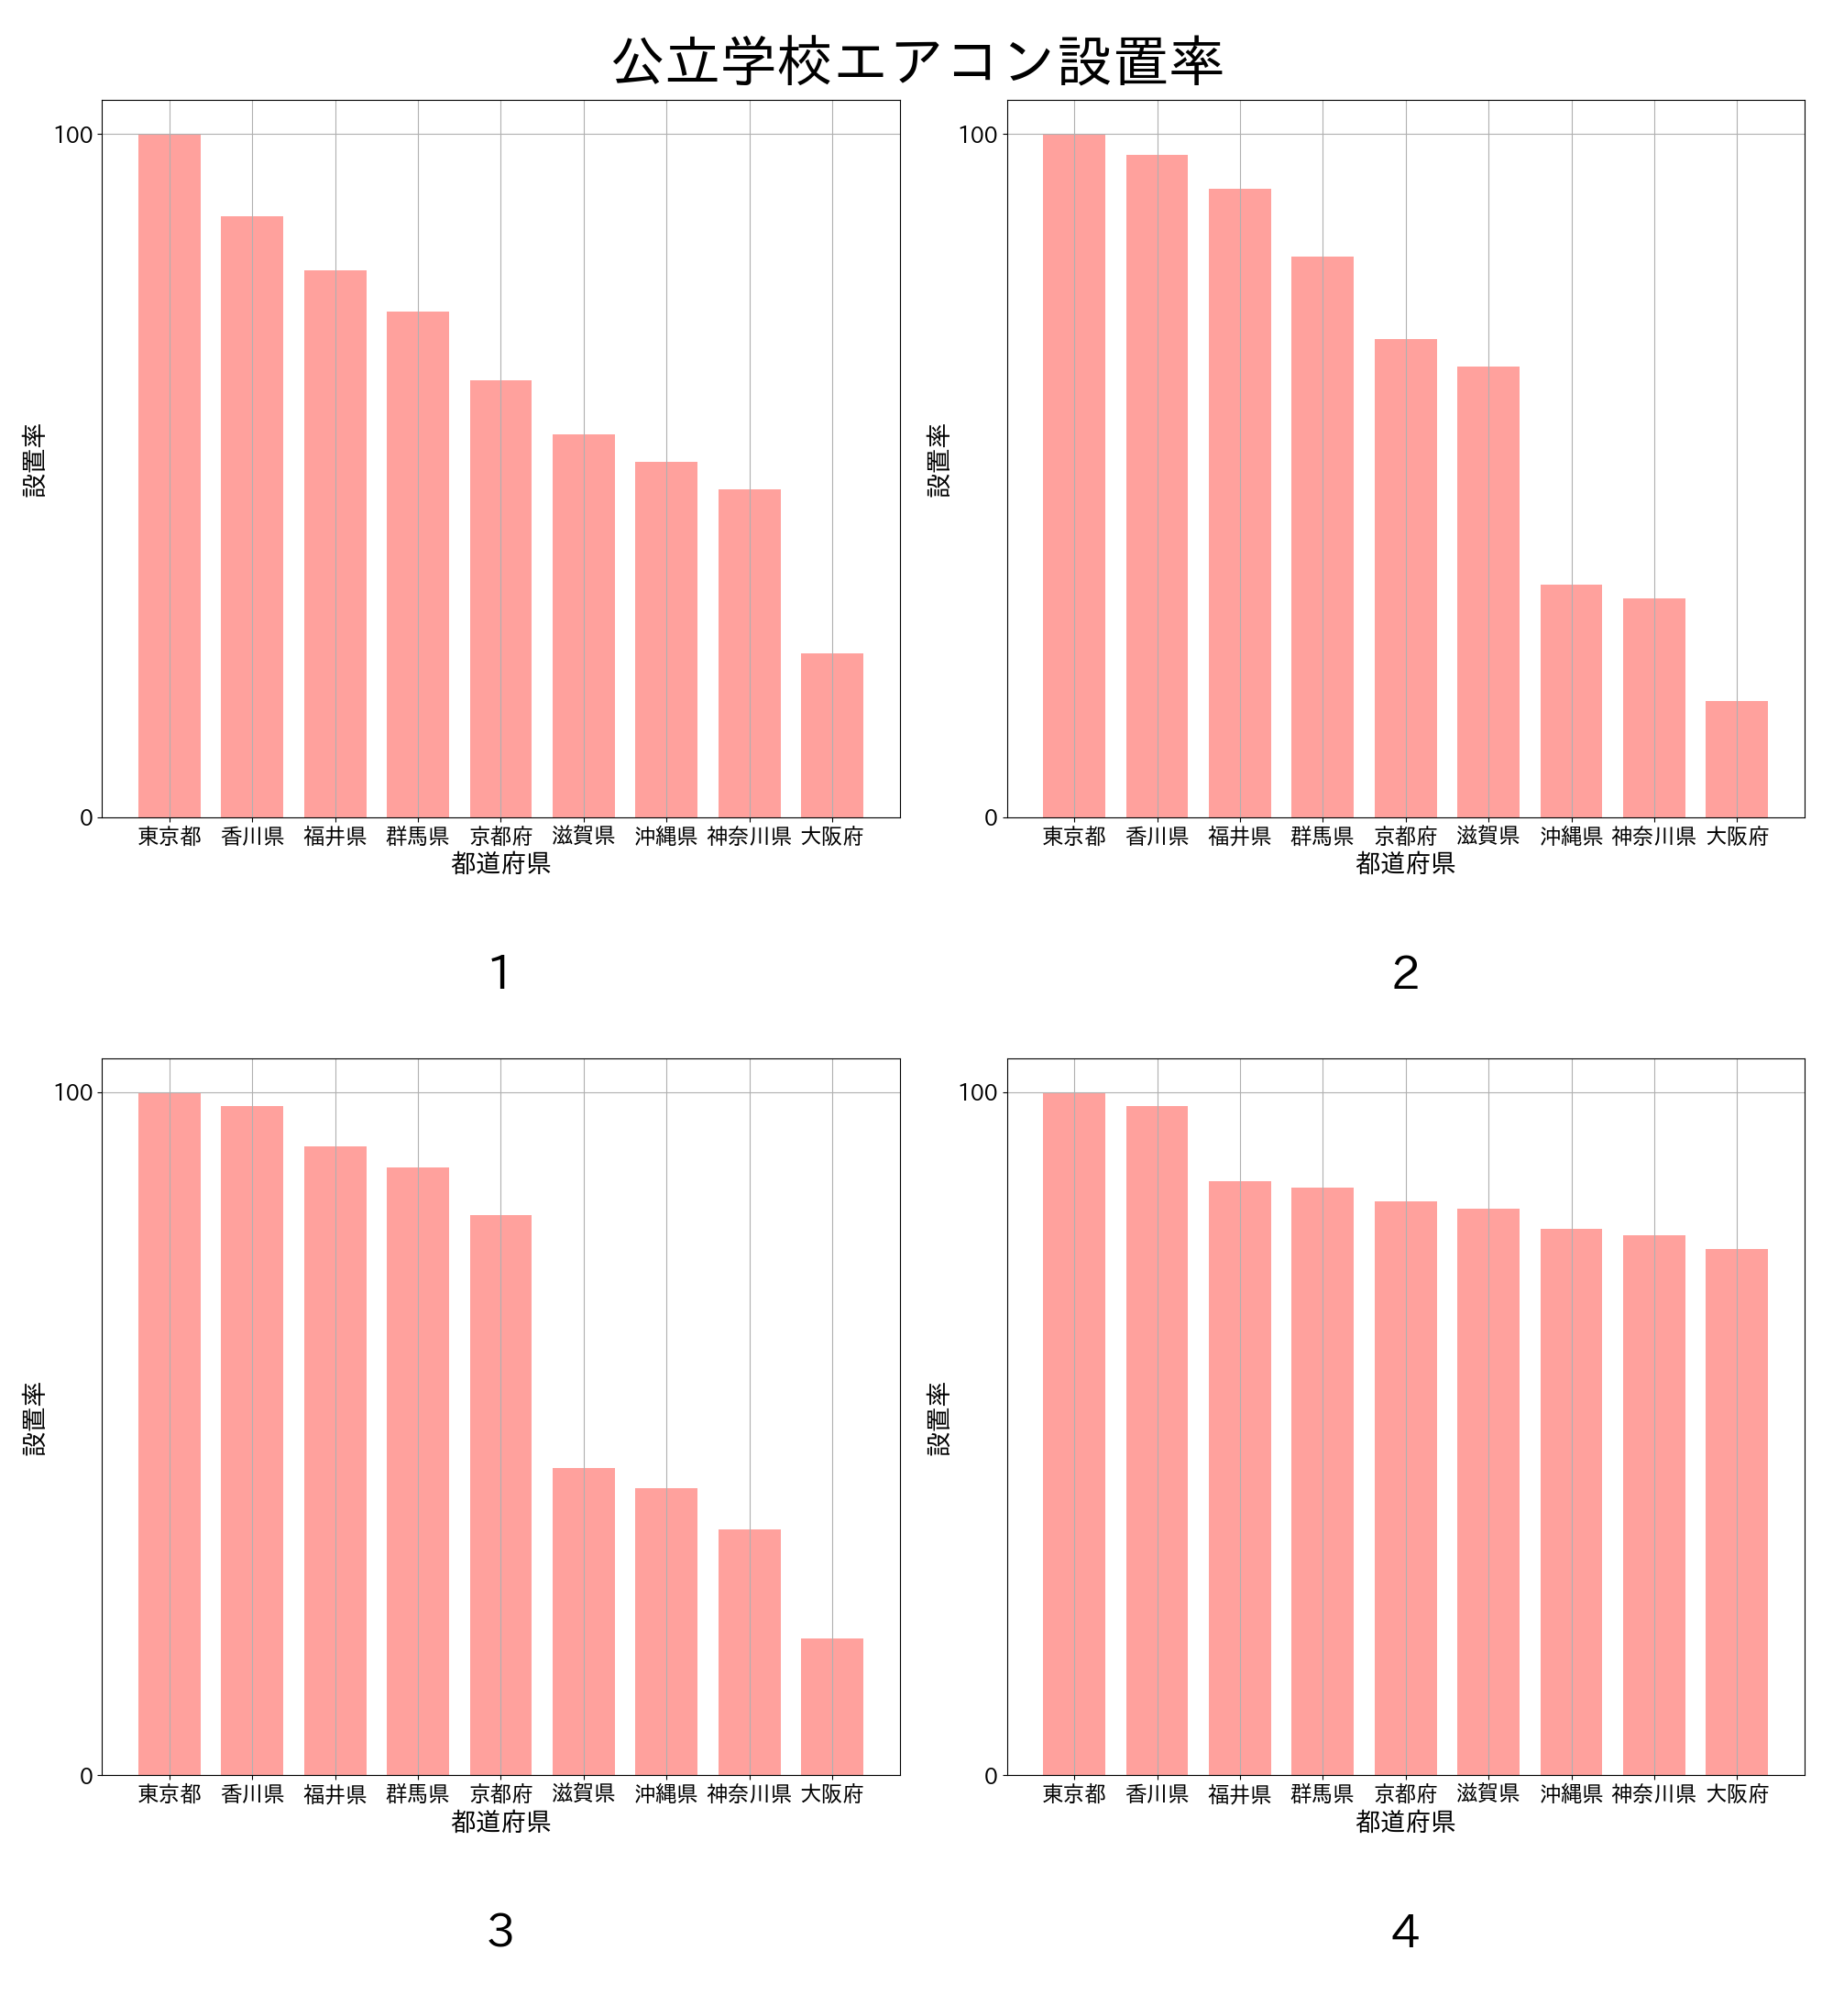 公立学校エアコン設置率
100
0
設置率
東京都 香川県 福井県 群馬県 京都府 滋賀県 沖縄県 神奈川県 大阪府
都道府県
1
100
0
設置率
東京都 香川県 福井県 群馬県 京都府 滋賀県 沖縄県 神奈川県 大阪府
都道府県
2
100
0
設置率
東京都 香川県 福井県 群馬県 京都府 滋賀県 沖縄県 神奈川県 大阪府
都道府県
3
100
0
設置率
東京都 香川県 福井県 群馬県 京都府 滋賀県 沖縄県 神奈川県 大阪府
都道府県
4